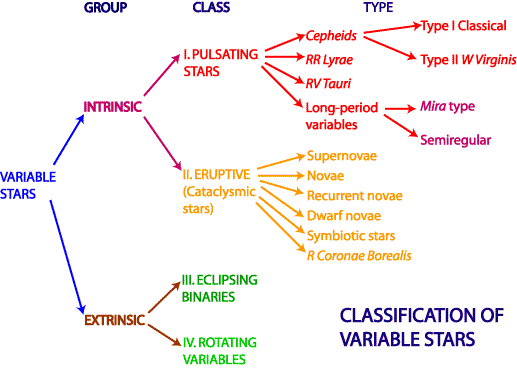 GROUP CLASS TYPE
Cepheids
Type I Classical
Type II W Virginis
I. PULSATING
STARS
RR Lyrae
RV Tauri
Long-period
variables
Mira type
Semiregular
INTRINSIC
VARIABLE
STARS
II. ERUPTIVE
(Cataclysmic
stars)
Supernovae
Novae
Recurrent novae
Dwarf novae
Symbiotic stars
R Coronae Borealis
III. ECLIPSING
BINARIES
EXTRINSIC
IV. ROTATING
VARIABLES
CLASSIFICATION OF
VARIABLE STARS